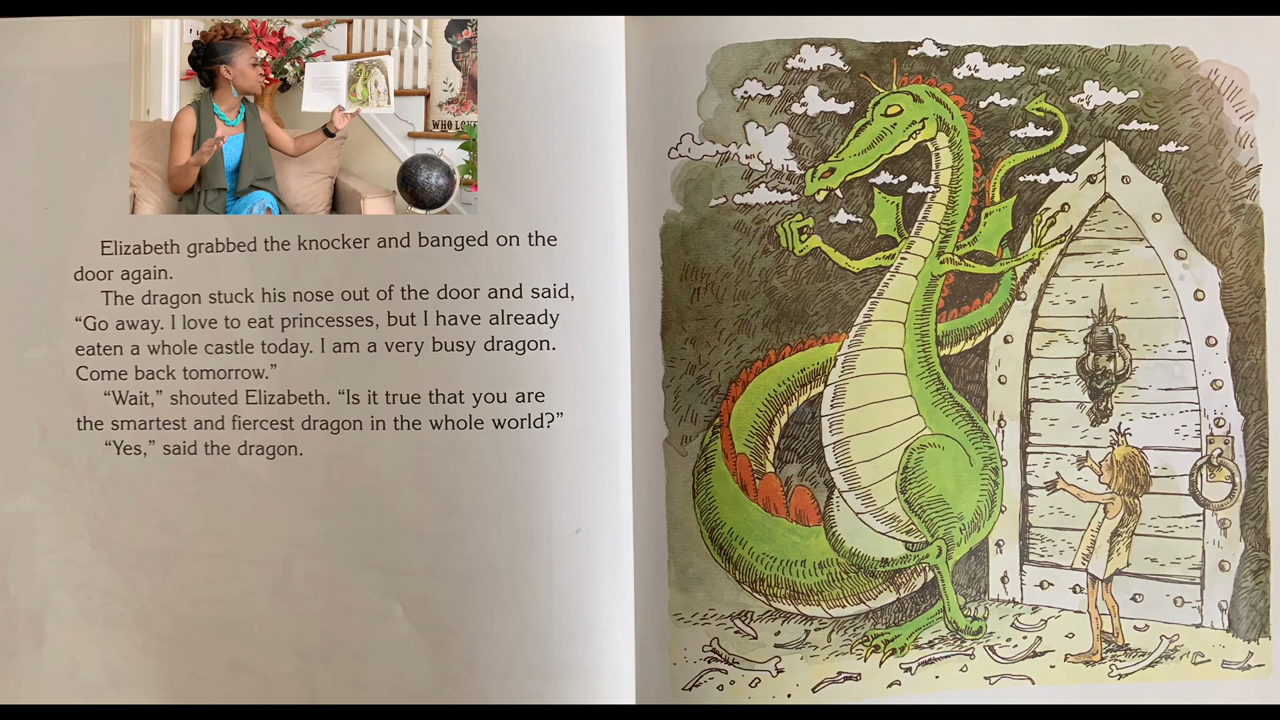 WHO LOVE
Elizabeth grabbed the knocker and banged on the
door again.
The dragon stuck his nose out of the door and said,
“Go away. I love to eat princesses, but I have already
eaten a whole castle today. I am a very busy dragon.
Come back tomorrow.”
“Wait,” shouted Elizabeth. “Is it true that you are
the smartest and fiercest dragon in the whole world?”
“Yes,” said the dragon.